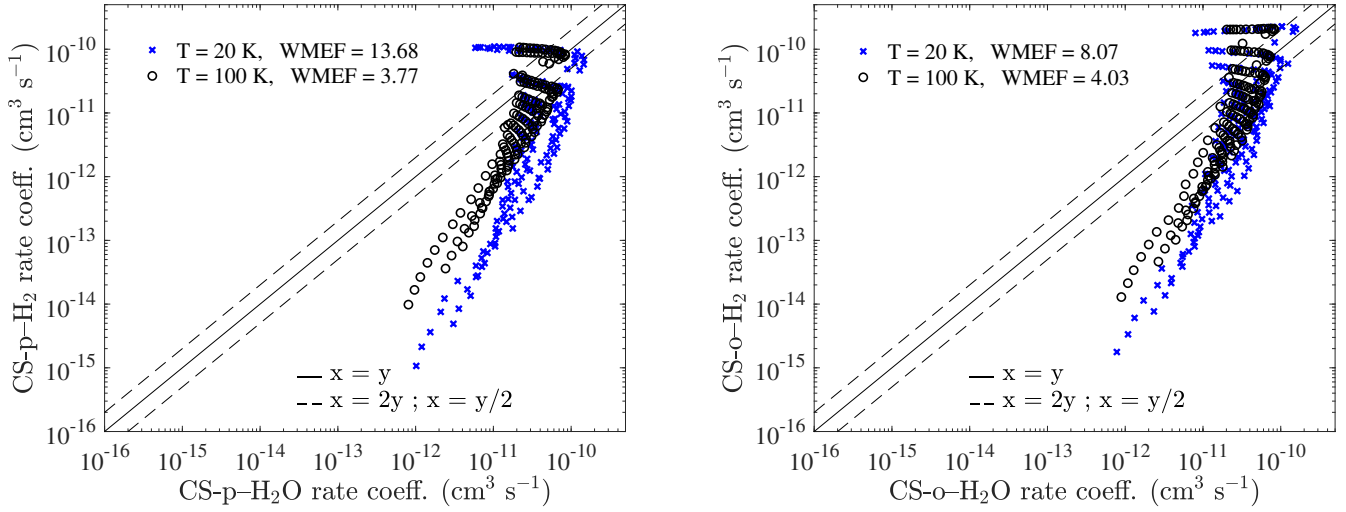 CS-p–H₂ rate coeff. (cm³ s⁻¹)
10⁻¹⁰
10⁻¹¹
10⁻¹²
10⁻¹³
10⁻¹⁴
10⁻¹⁵
10⁻¹⁶
T = 20 K, WMEF = 13.68
T = 100 K, WMEF = 3.77
x = y
x = 2y ; x = y/2
10⁻¹⁶ 10⁻¹⁵ 10⁻¹⁴ 10⁻¹³ 10⁻¹² 10⁻¹¹ 10⁻¹⁰
CS-p–H₂O rate coeff. (cm³ s⁻¹)
CS-o–H₂ rate coeff. (cm³ s⁻¹)
10⁻¹⁰
10⁻¹¹
10⁻¹²
10⁻¹³
10⁻¹⁴
10⁻¹⁵
10⁻¹⁶
T = 20 K, WMEF = 8.07
T = 100 K, WMEF = 4.03
x = y
x = 2y ; x = y/2
10⁻¹⁶ 10⁻¹⁵ 10⁻¹⁴ 10⁻¹³ 10⁻¹² 10⁻¹¹ 10⁻¹⁰
CS-o–H₂O rate coeff. (cm³ s⁻¹)